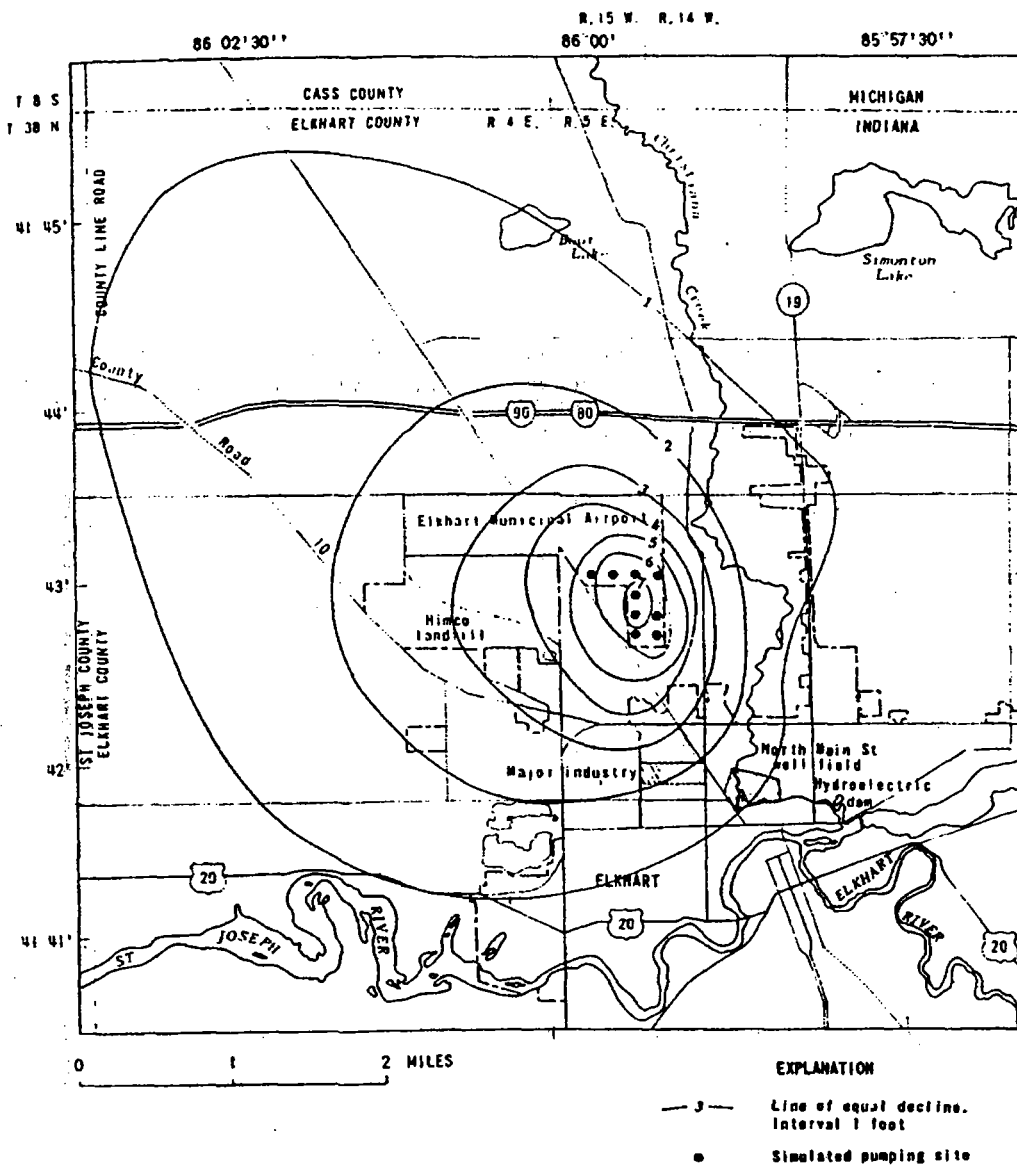 R. 15 W. R. 14 W.
86 02'30'' 86 00' 85 57'30''
T 8 S
T 38 N
CASS COUNTY
ELKHART COUNTY
R 4 E. R. 5 E.
MICHIGAN
INDIANA
Christiana
Creek
COUNTY LINE ROAD
41 45'
Lake
Simonton
Lake
1
19
County
Road
10
44'
90 80
2
3
Elkhart Municipal Airport
4
5
6
7
43'
Himco
landfill
ST JOSEPH COUNTY
ELKHART COUNTY
42'
Major industry
North Main St
well field
Hydroelectric
dam
20
ELKHART
ELKHART
RIVER
20
20
41 41'
ST JOSEPH RIVER
0 1 2 MILES
EXPLANATION
3 Line of equal decline.
Interval 1 foot
Simulated pumping site